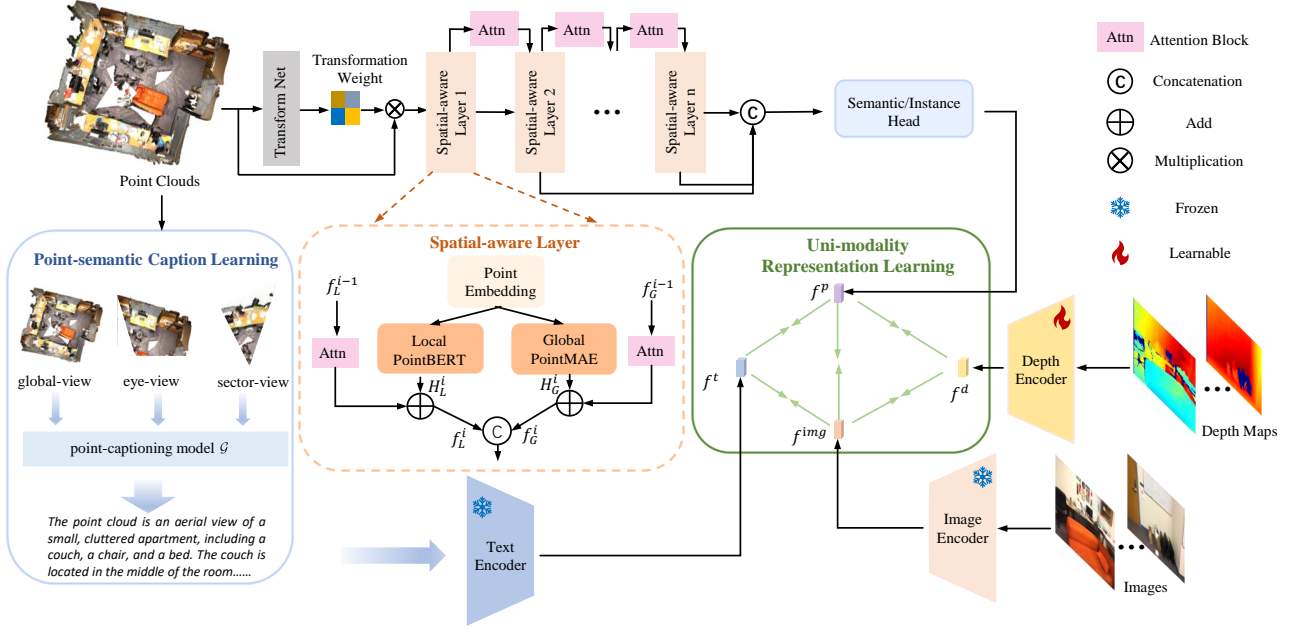 Point Clouds
Transform Net
Transformation
Weight
Spatial-aware
Layer 1
Attn
Spatial-aware
Layer 2
Attn
Attn
Spatial-aware
Layer n
C
Semantic/Instance
Head
Attn
Attention Block
C
Concatenation
Add
Multiplication
Frozen
Learnable
Point-semantic Caption Learning
global-view
eye-view
sector-view
point-captioning model 𝒢
The point cloud is an aerial view of a
small, cluttered apartment, including a
couch, a chair, and a bed. The couch is
located in the middle of the room......
Spatial-aware Layer
Point
Embedding
f_L^{i-1}
f_G^{i-1}
Attn
Local
PointBERT
Global
PointMAE
Attn
H_L^i
H_G^i
f_L^i
C
f_G^i
Uni-modality
Representation Learning
f^p
f^t
f^d
f^{img}
Text
Encoder
Depth
Encoder
Depth Maps
Image
Encoder
Images